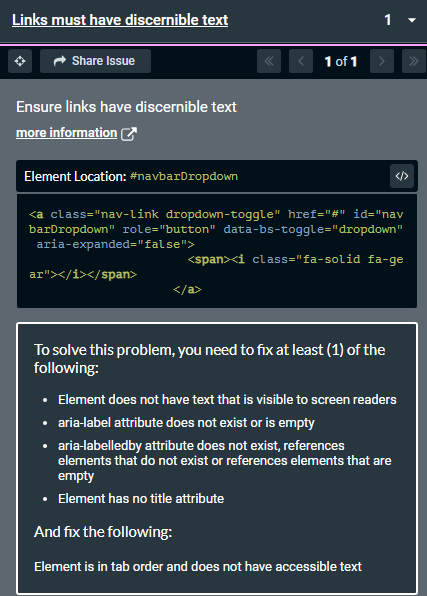 Links must have discernible text 1
Share Issue 1 of 1
Ensure links have discernible text
more information
Element Location: #navbarDropdown </>
<a class="nav-link dropdown-toggle" href="#" id="nav
barDropdown" role="button" data-bs-toggle="dropdown"
aria-expanded="false">
<span><i class="fa-solid fa-ge
ar"></i></span>
</a>
To solve this problem, you need to fix at least (1) of the
following:
• Element does not have text that is visible to screen readers
• aria-label attribute does not exist or is empty
• aria-labelledby attribute does not exist, references
elements that do not exist or references elements that are
empty
• Element has no title attribute
And fix the following:
Element is in tab order and does not have accessible text